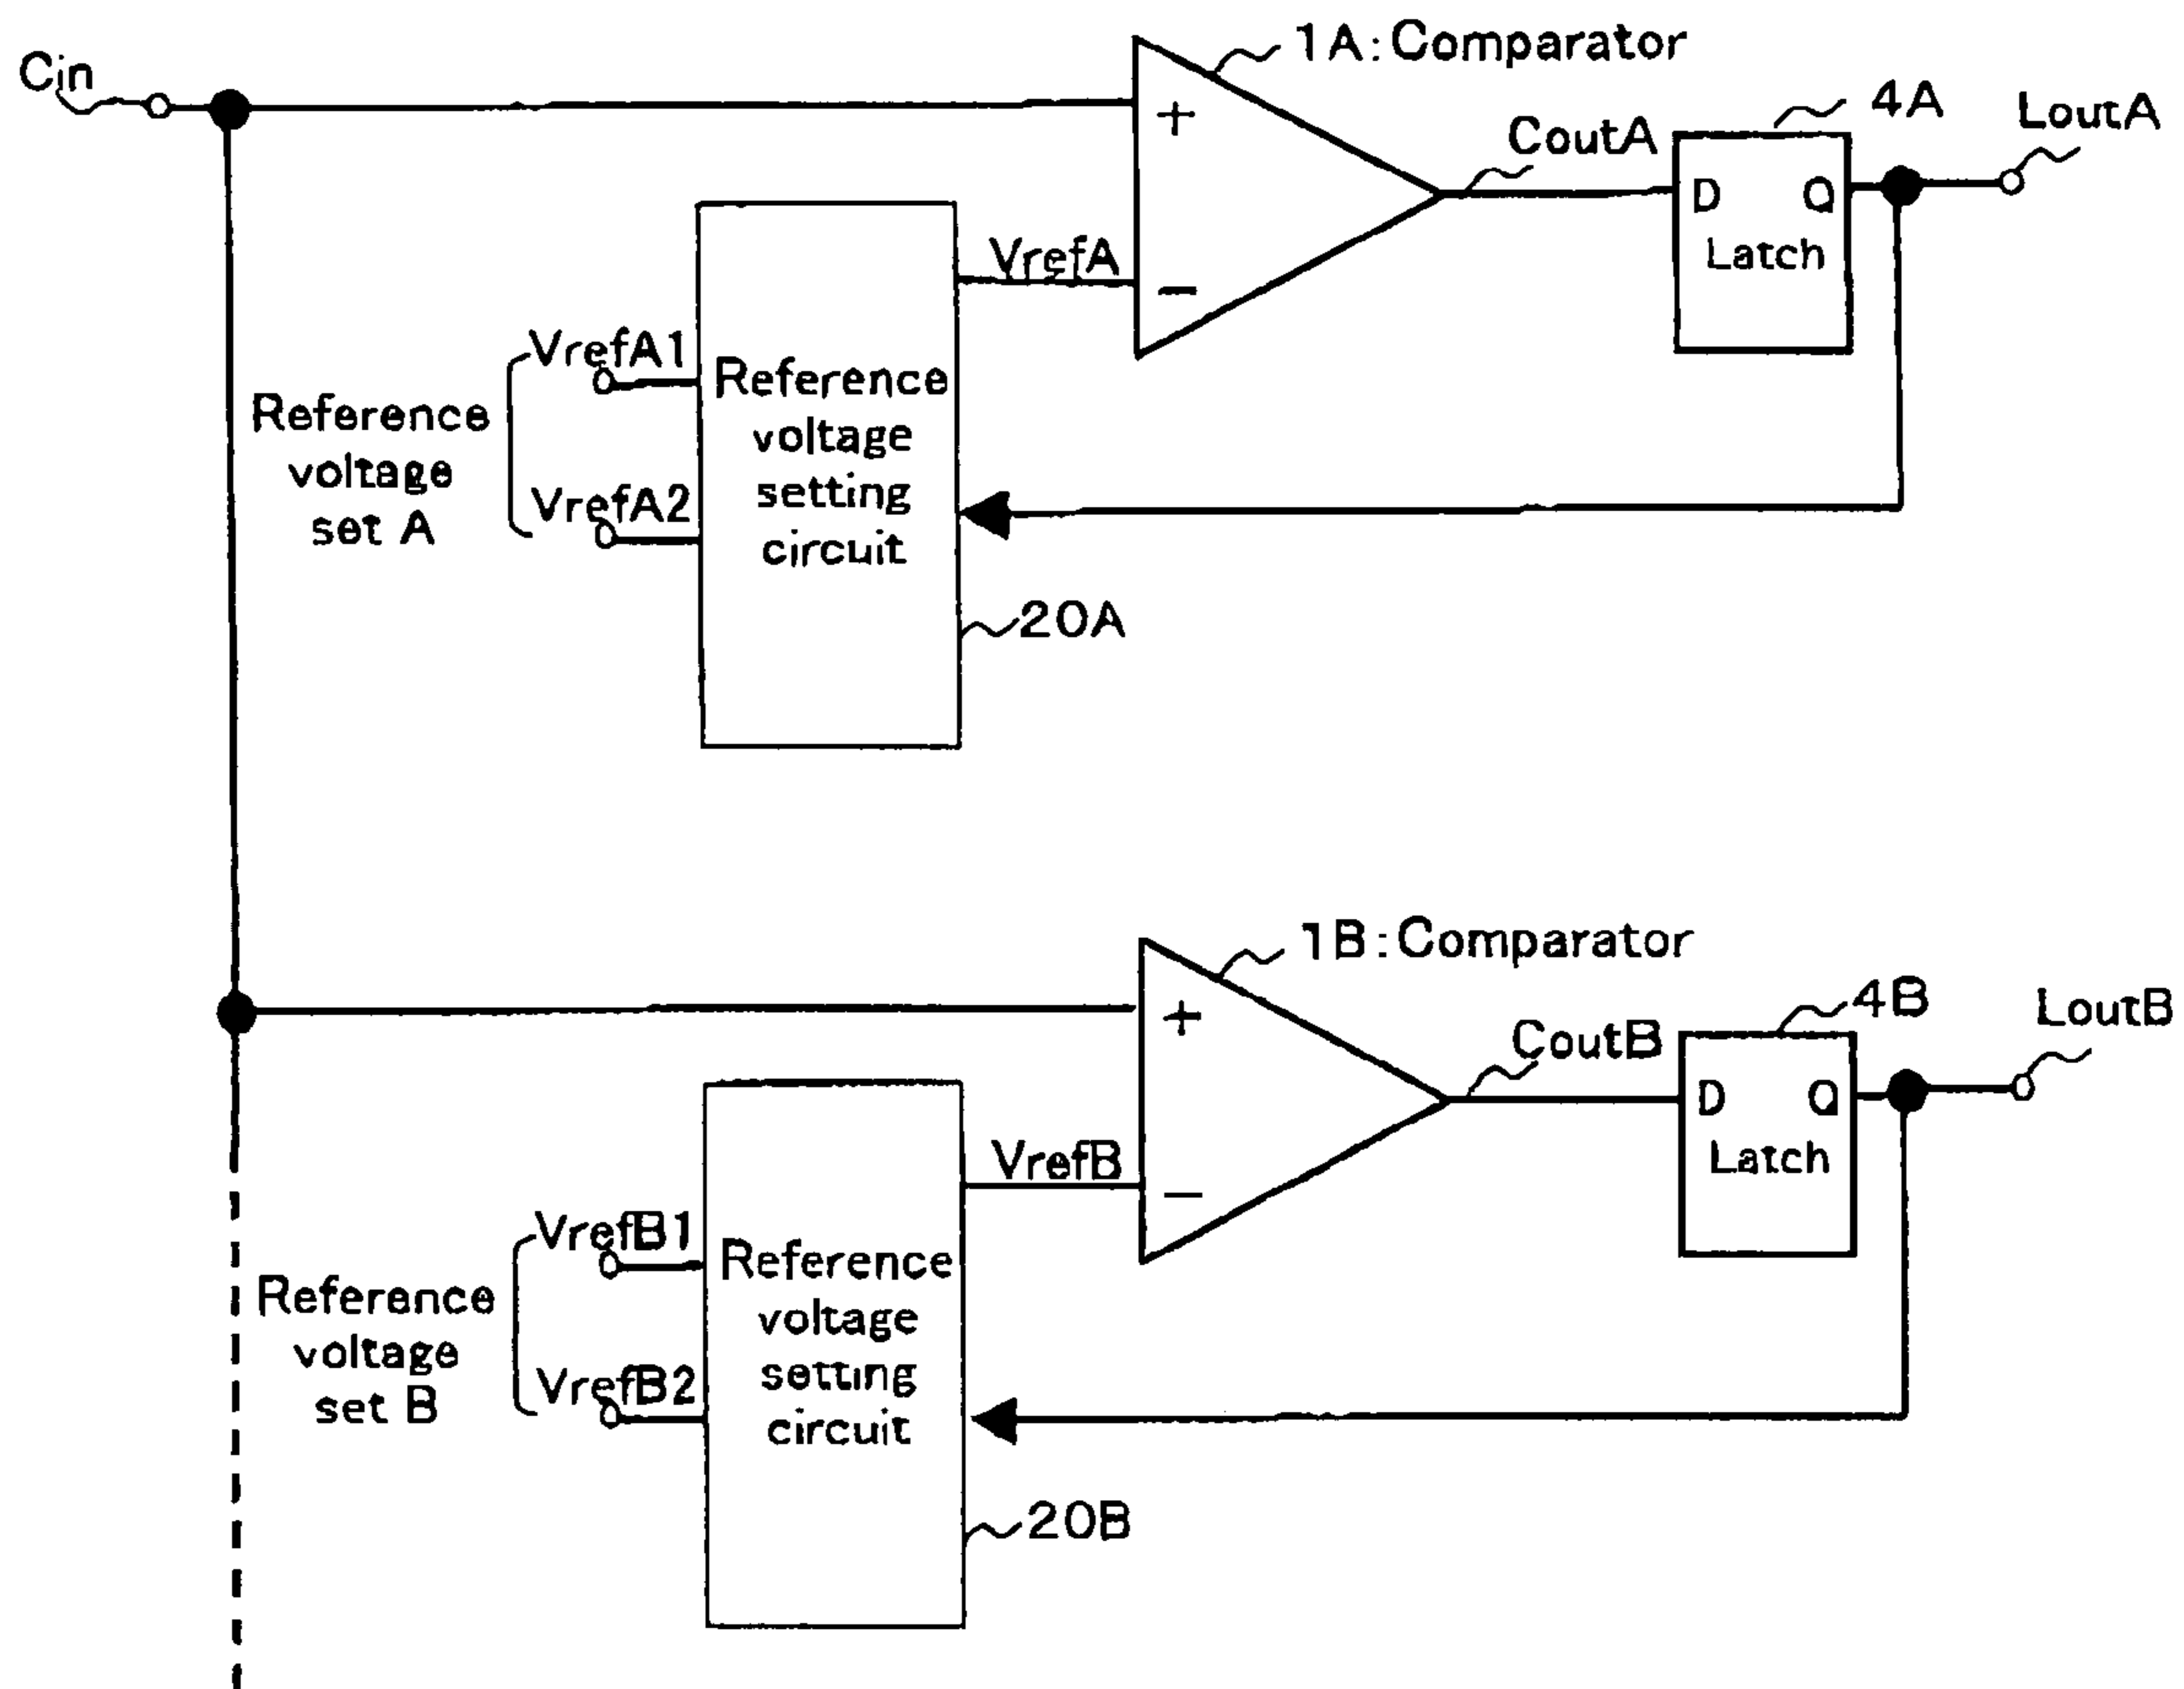 Cin
1A: Comparator
+
−
CoutA
4A
LoutA
D Q
Latch
VrefA
VrefA1
VrefA2
Reference
voltage
set A
Reference
voltage
setting
circuit
20A
1B: Comparator
+
−
CoutB
4B
LoutB
D Q
Latch
VrefB
VrefB1
VrefB2
Reference
voltage
set B
Reference
voltage
setting
circuit
20B